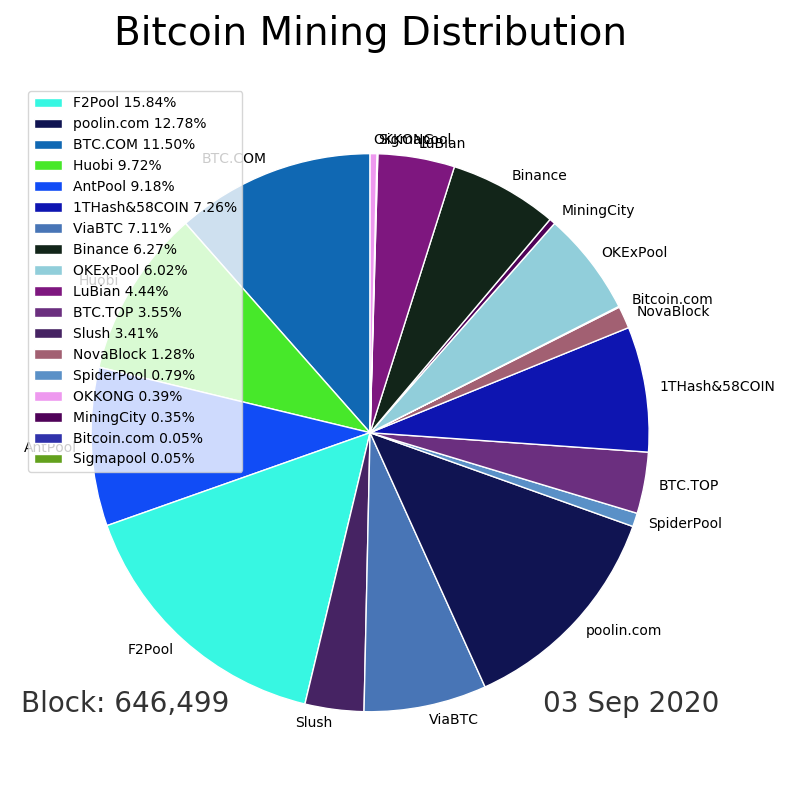 Bitcoin Mining Distribution
F2Pool 15.84%
poolin.com 12.78%
BTC.COM 11.50%
Huobi 9.72%
AntPool 9.18%
1THash&58COIN 7.26%
ViaBTC 7.11%
Binance 6.27%
OKExPool 6.02%
LuBian 4.44%
BTC.TOP 3.55%
Slush 3.41%
NovaBlock 1.28%
SpiderPool 0.79%
OKKONG 0.39%
MiningCity 0.35%
Bitcoin.com 0.05%
Sigmapool 0.05%
OKKONG
Sigmapool
LuBian
BTC.COM
Binance
MiningCity
OKExPool
Huobi
Bitcoin.com
NovaBlock
1THash&58COIN
AntPool
BTC.TOP
SpiderPool
poolin.com
F2Pool
Slush
ViaBTC
Block: 646,499
03 Sep 2020